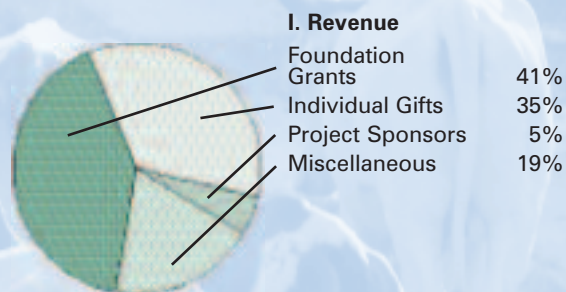 I. Revenue
Foundation
Grants 41%
Individual Gifts 35%
Project Sponsors 5%
Miscellaneous 19%